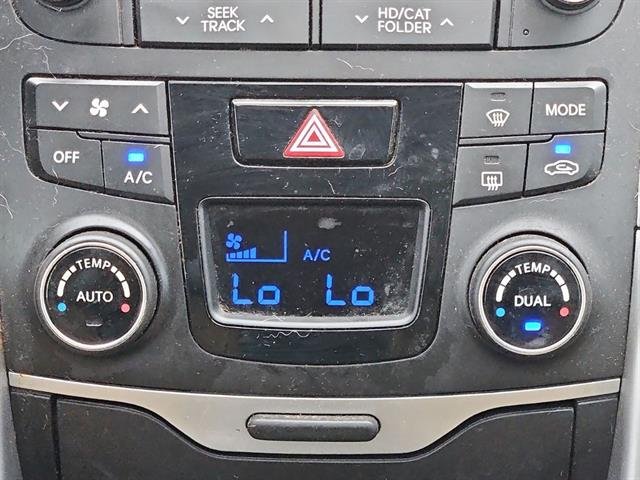 SEEK
TRACK
HD/CAT
FOLDER
MODE
OFF
A/C
A/C
Lo Lo
TEMP
AUTO
TEMP
DUAL